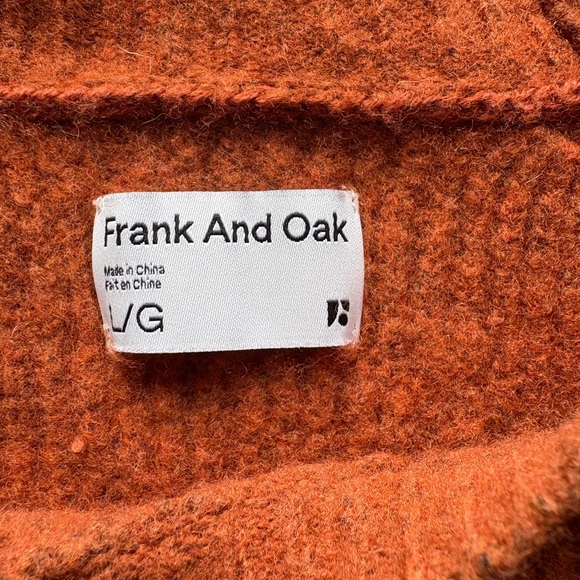 Frank And Oak
Made in China
Fait en Chine
L/G